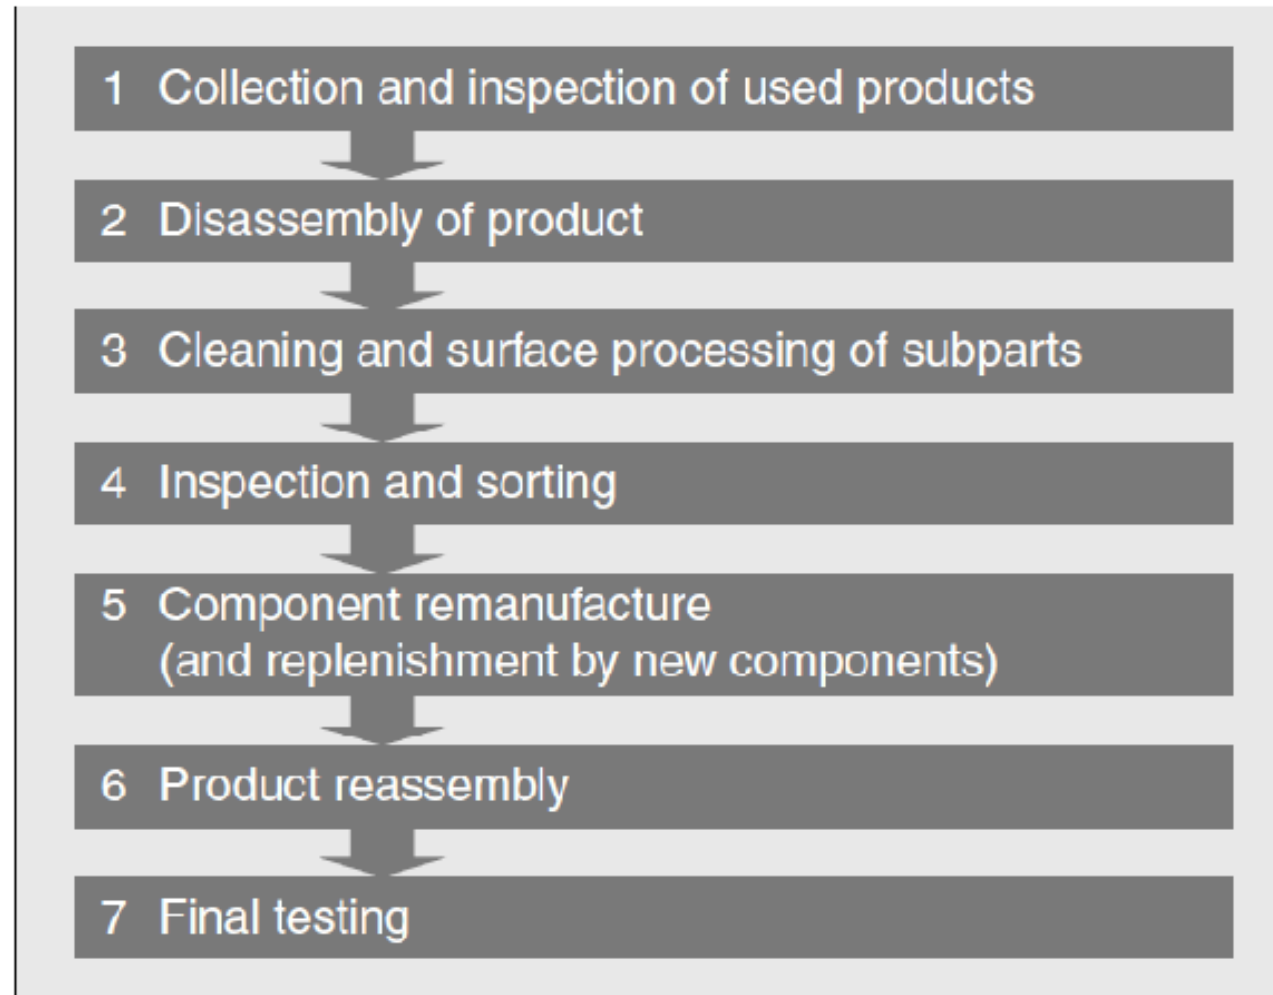 1 Collection and inspection of used products
2 Disassembly of product
3 Cleaning and surface processing of subparts
4 Inspection and sorting
5 Component remanufacture
(and replenishment by new components)
6 Product reassembly
7 Final testing